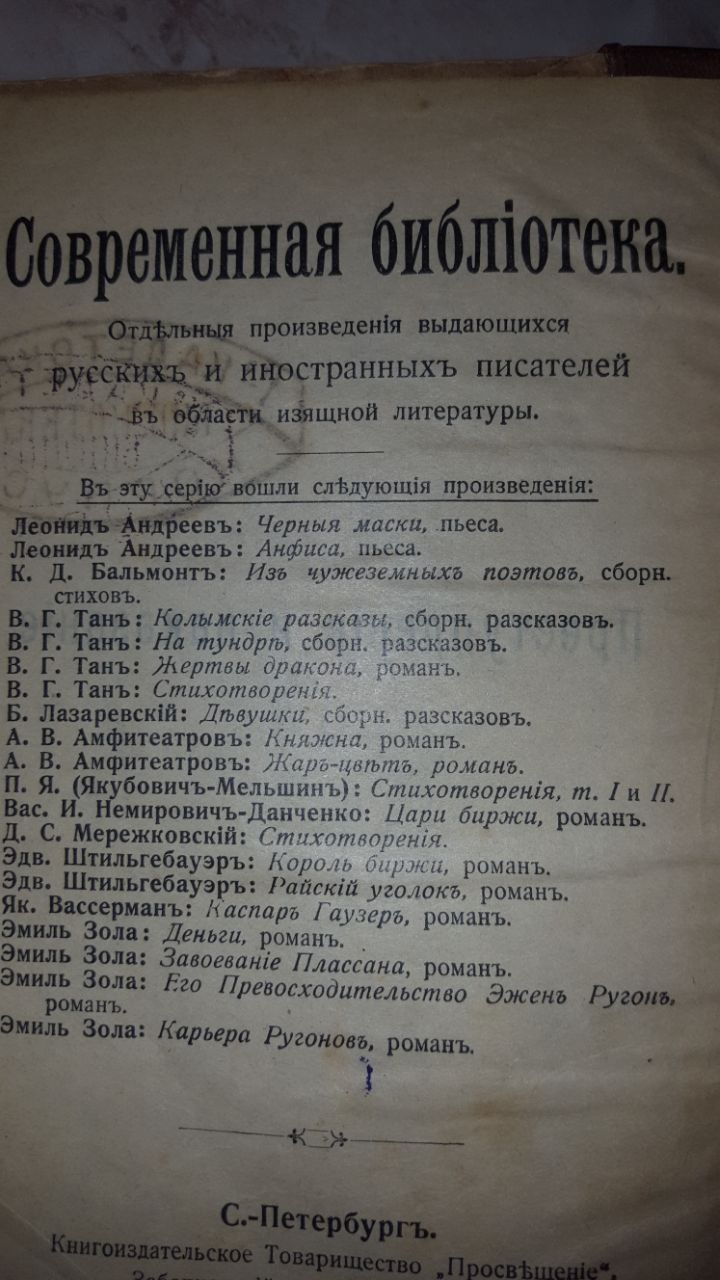 Современная библіотека.
Отдѣльныя произведенія выдающихся
русскихъ и иностранныхъ писателей
въ области изящной литературы.
Въ эту серію вошли слѣдующія произведенія:
Леонидъ Андреевъ: Черныя маски, пьеса.
Леонидъ Андреевъ: Анфиса, пьеса.
К. Д. Бальмонтъ: Изъ чужеземныхъ поэтовъ, сборн.
стиховъ.
В. Г. Танъ: Колымскіе разсказы, сборн. разсказовъ.
В. Г. Танъ: На тундрѣ, сборн. разсказовъ.
В. Г. Танъ: Жертвы дракона, романъ.
В. Г. Танъ: Стихотворенія.
Б. Лазаревскій: Дѣвушки, сборн. разсказовъ.
А. В. Амфитеатровъ: Княжна, романъ.
А. В. Амфитеатровъ: Жаръ-цвѣтъ, романъ.
П. Я. (Якубовичъ-Мельшинъ): Стихотворенія, т. I и II.
Вас. И. Немировичъ-Данченко: Цари биржи, романъ.
Д. С. Мережковскій: Стихотворенія.
Эдв. Штильгебауэръ: Король биржи, романъ.
Эдв. Штильгебауэръ: Райскій уголокъ, романъ.
Як. Вассерманъ: Каспаръ Гаузеръ, романъ.
Эмиль Зола: Деньги, романъ.
Эмиль Зола: Завоеваніе Плассана, романъ.
Эмиль Зола: Его Превосходительство Эженъ Ругонъ,
романъ.
Эмиль Зола: Карьера Ругоновъ, романъ.
С.-Петербургъ.
Книгоиздательское Товарищество „Просвѣщеніе“.